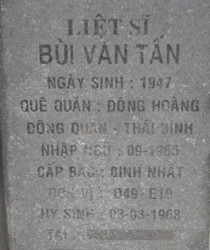 LIỆT SĨ
BÙI VĂN TẤN
NGÀY SINH : 1947
QUÊ QUÁN : ĐÔNG HOÀNG
ĐÔNG QUAN - THÁI BÌNH
NHẬP NGŨ : 09-1965
CẤP BẬC : BINH NHẤT
ĐƠN VỊ : D49-E19
HY SINH : 03-03-1968
TẠI